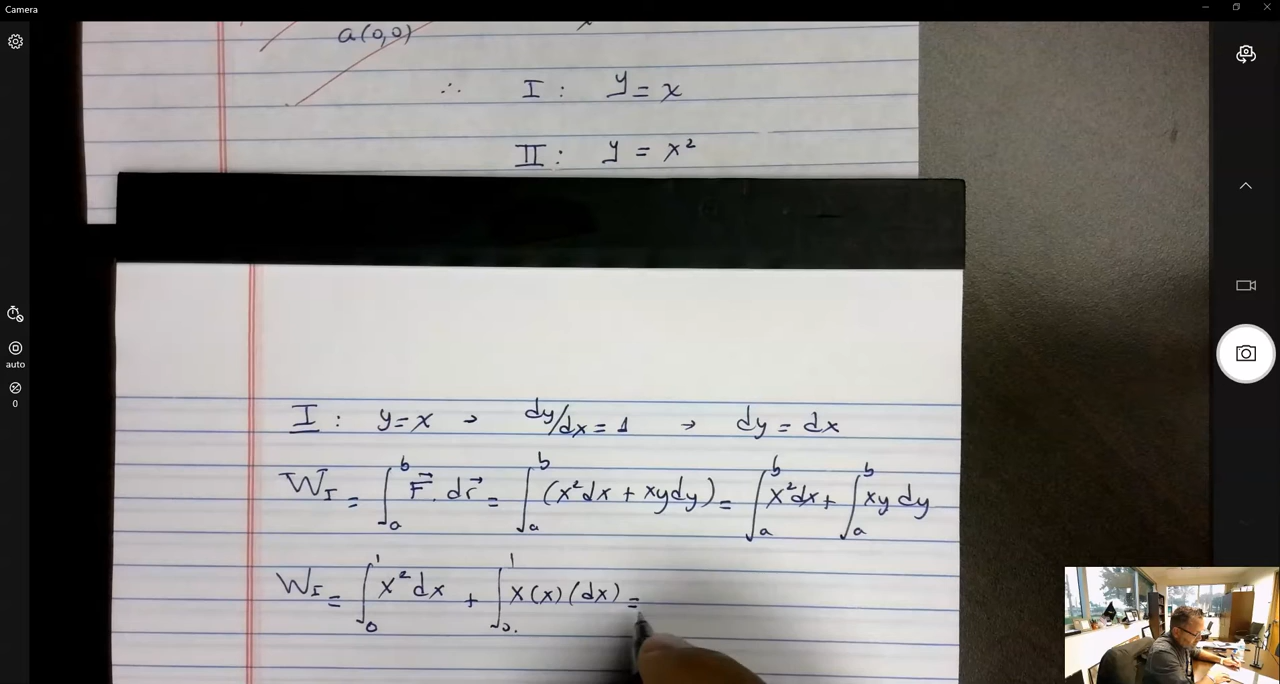 Camera
a(0,0)
∴ I : y = x
II : y = x²
auto
0
I : y = x → dy/dx = 1 → dy = dx
W_I = ∫_a^b F⃗ . dr⃗ = ∫_a^b (x²dx + xydy) = ∫_a^b x²dx + ∫_a^b xy dy
W_I = ∫_0^1 x²dx + ∫_0^1 x(x)(dx) =